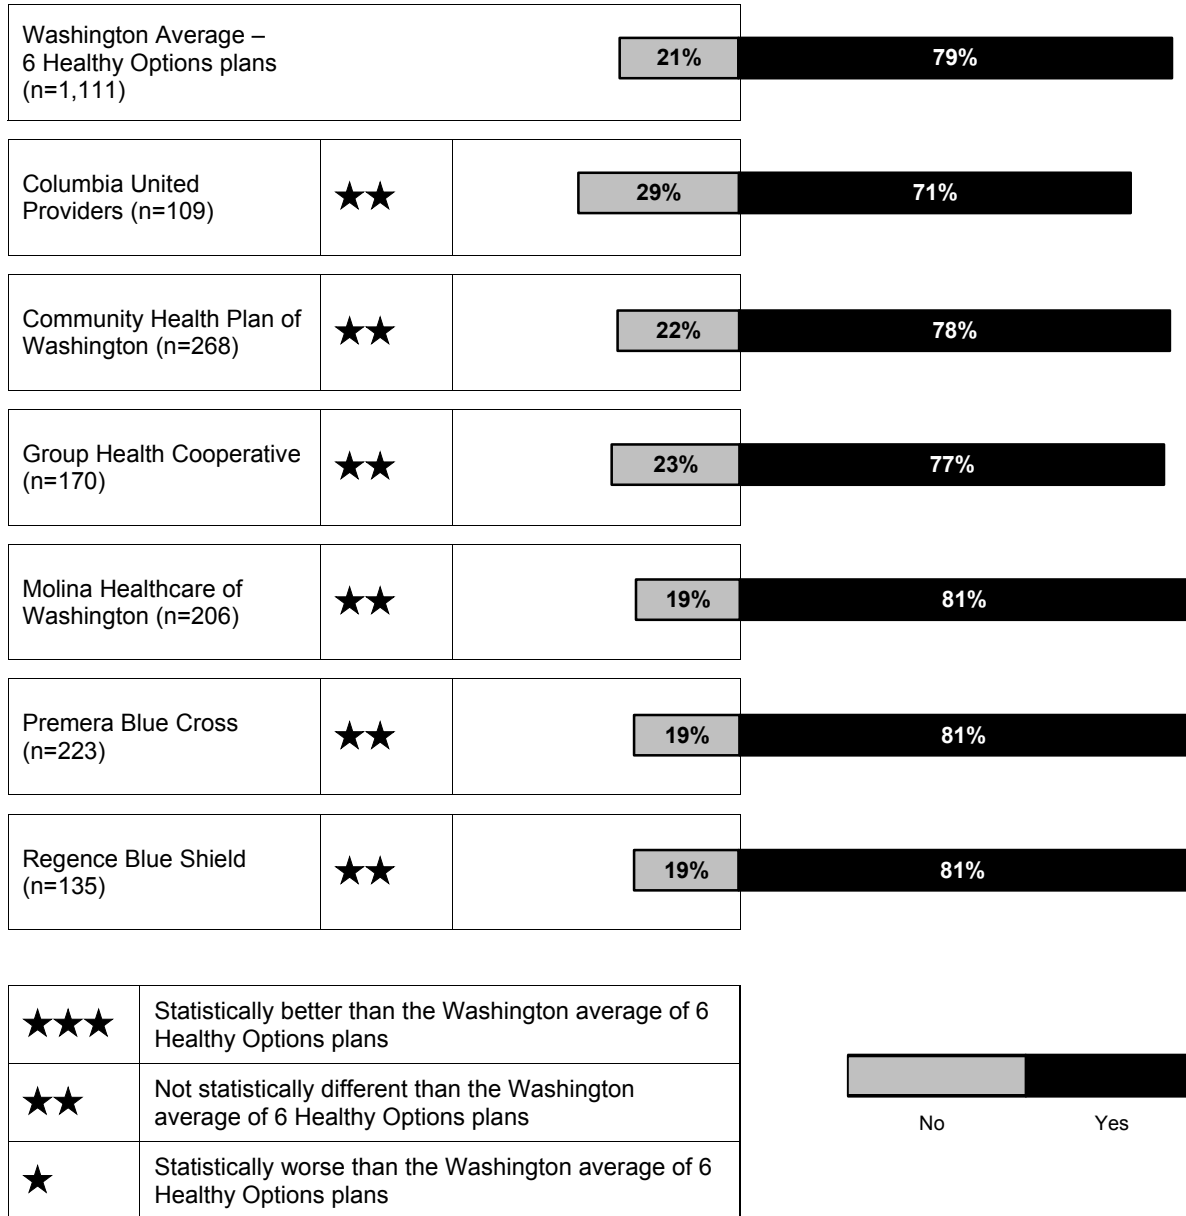 Washington Average –
6 Healthy Options plans
(n=1,111)
21%
79%
Columbia United
Providers (n=109)
★★
29%
71%
Community Health Plan of
Washington (n=268)
★★
22%
78%
Group Health Cooperative
(n=170)
★★
23%
77%
Molina Healthcare of
Washington (n=206)
★★
19%
81%
Premera Blue Cross
(n=223)
★★
19%
81%
Regence Blue Shield
(n=135)
★★
19%
81%
★★★
Statistically better than the Washington average of 6
Healthy Options plans
★★
Not statistically different than the Washington
average of 6 Healthy Options plans
★
Statistically worse than the Washington average of 6
Healthy Options plans
No
Yes